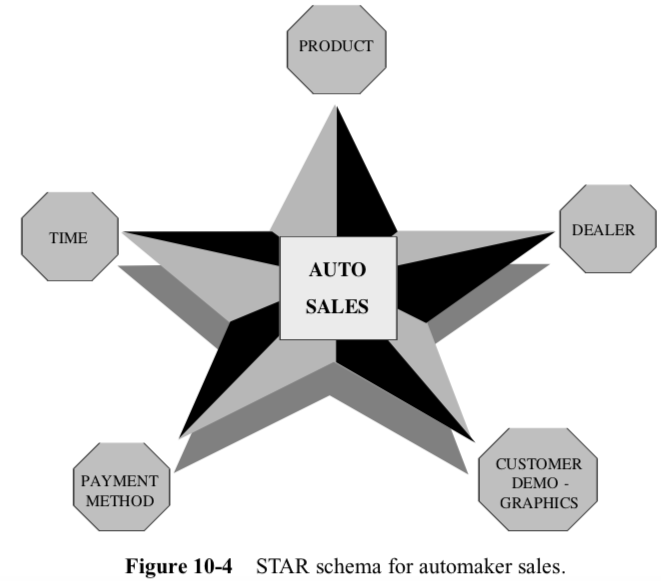 PRODUCT
TIME
DEALER
AUTO
SALES
PAYMENT
METHOD
CUSTOMER
DEMO -
GRAPHICS
Figure 10-4 STAR schema for automaker sales.